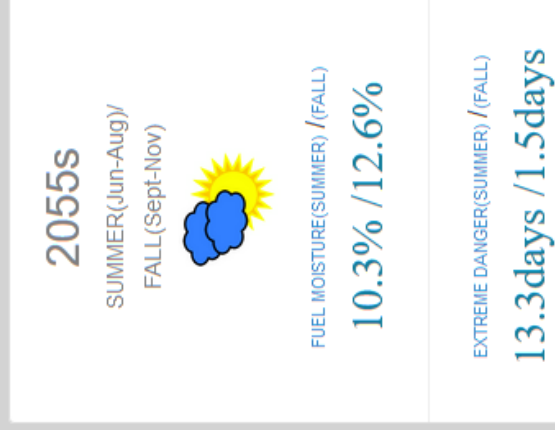 2055s
SUMMER(Jun-Aug)/
FALL(Sept-Nov)
FUEL MOISTURE(SUMMER) /(FALL)
10.3% /12.6%
EXTREME DANGER(SUMMER) /(FALL)
13.3days /1.5days